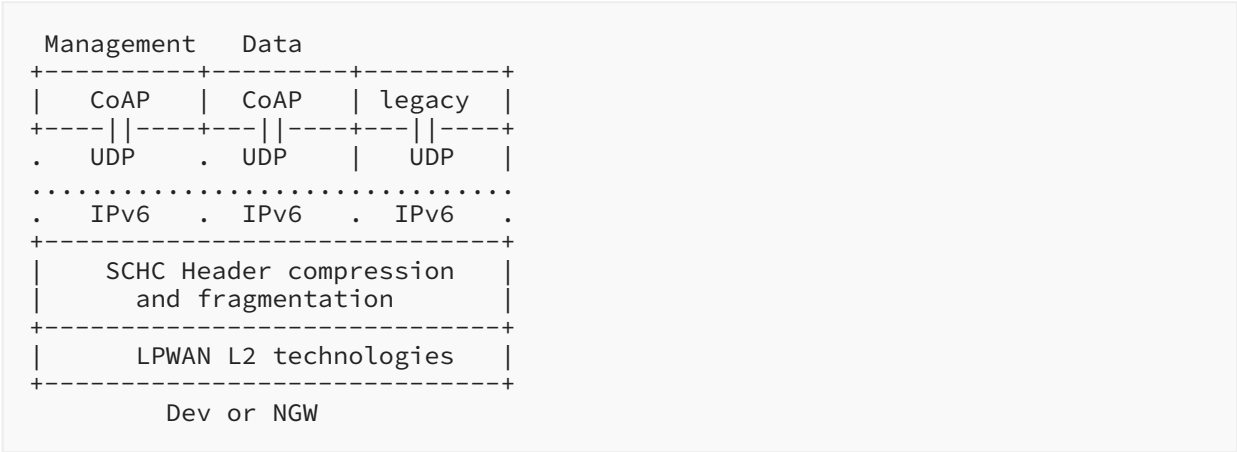 Management   Data
+----------+---------+---------+
|   CoAP   |  CoAP   | legacy  |
+----||----+---||----+---||----+
.   UDP    .  UDP    |   UDP   |
................................
.   IPv6   .  IPv6   .  IPv6   .
+------------------------------+
|    SCHC Header compression   |
|      and fragmentation       |
+------------------------------+
|      LPWAN L2 technologies   |
+------------------------------+
         Dev or NGW